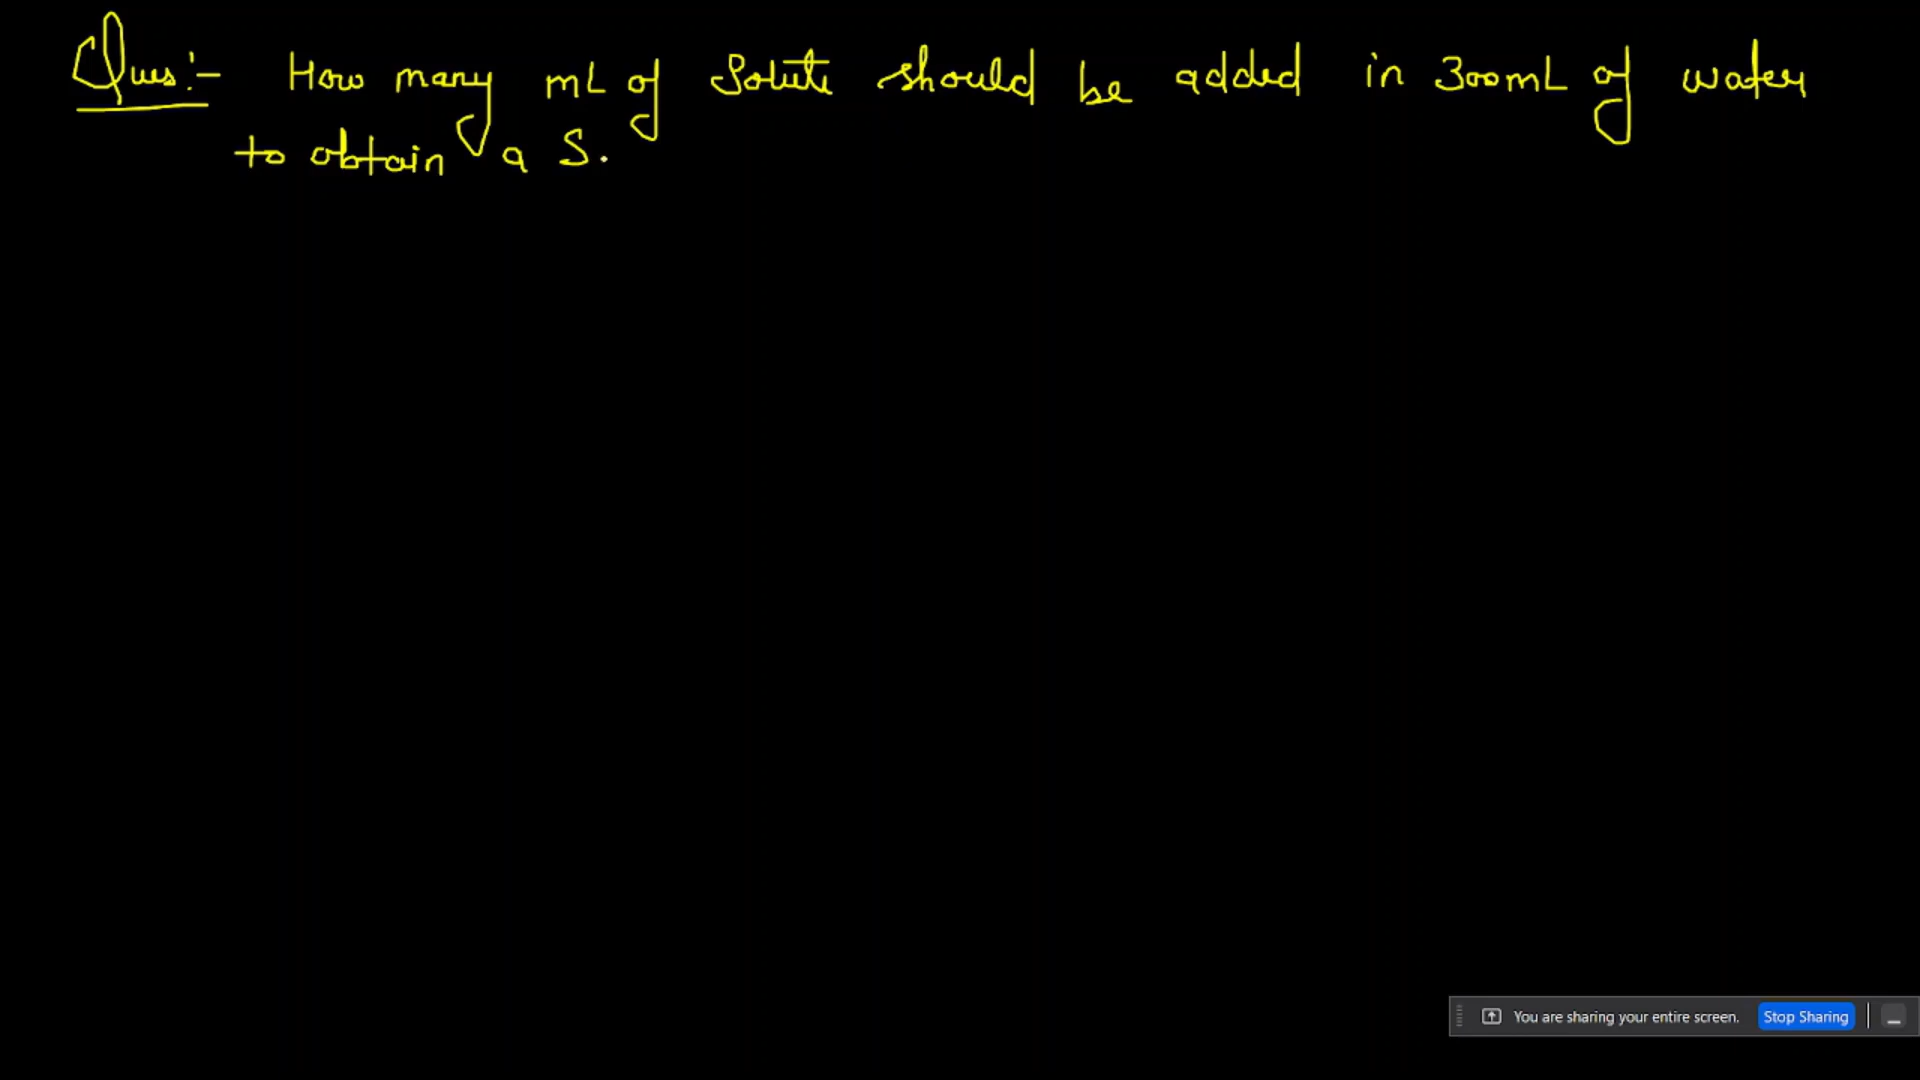 Ques:- How many mL of Solute should be added in 300mL of water
to obtain a S.
You are sharing your entire screen. Stop Sharing